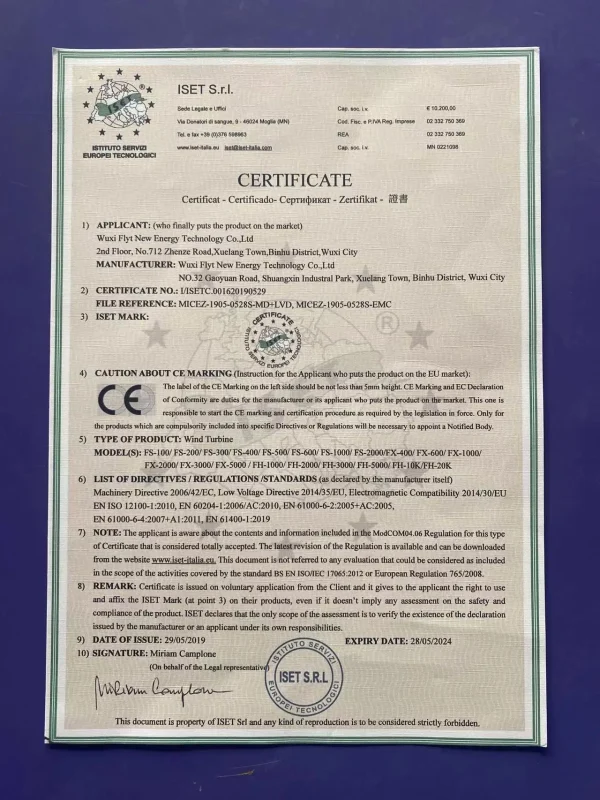 ISET
®
ISTITUTO SERVIZI
EUROPEI TECNOLOGICI
ISET S.r.l.
Sede Legale e Uffici
Via Donatori di sangue, 9 - 46024 Moglia (MN)
Tel. e fax +39 (0)376 598963
www.iset-italia.eu iset@iset-italia.com
Cap. soc. i.v. € 10,200,00
Cod. Fisc. e P.IVA Reg. Imprese 02 332 750 369
REA 02 332 750 369
Cap. soc. i.v. MN 0221098
CERTIFICATE
Certificat - Certificado- Сертификат - Zertifikat - 證書
1) APPLICANT: (who finally puts the product on the market)
Wuxi Flyt New Energy Technology Co.,Ltd
2nd Floor, No.712 Zhenze Road,Xuelang Town,Binhu District,Wuxi City
MANUFACTURER: Wuxi Flyt New Energy Technology Co.,Ltd
NO.32 Gaoyuan Road, Shuangxin Industral Park, Xuelang Town, Binhu District, Wuxi City
2) CERTIFICATE NO.: I/ISETC.001620190529
FILE REFERENCE: MICEZ-1905-0528S-MD+LVD, MICEZ-1905-0528S-EMC
3) ISET MARK:
CERTIFICATE
ISTITUTO SERVIZI EUROPEI TECNOLOGICI
4) CAUTION ABOUT CE MARKING (Instruction for the Applicant who puts the product on the EU market):
CE
The label of the CE Marking on the left side should be not less than 5mm height. CE Marking and EC Declaration
of Conformity are duties for the manufacturer or its applicant who puts the product on the market. This one is
responsible to start the CE marking and certification procedure as required by the legislation in force. Only for
the products which are compulsorily included into specific Directives or Regulations will be necessary to appoint a Notified Body.
5) TYPE OF PRODUCT: Wind Turbine
MODEL(S): FS-100/ FS-200/ FS-300/ FS-400/ FS-500/ FS-600/ FS-1000/ FS-2000/FX-400/ FX-600/ FX-1000/
FX-2000/ FX-3000/ FX-5000 / FH-1000/ FH-2000/ FH-3000/ FH-5000/ FH-10K/FH-20K
6) LIST OF DIRECTIVES / REGULATIONS /STANDARDS (as declared by the manufacturer itself)
Machinery Directive 2006/42/EC, Low Voltage Directive 2014/35/EU, Electromagnetic Compatibility 2014/30/EU
EN ISO 12100-1:2010, EN 60204-1:2006/AC:2010, EN 61000-6-2:2005+AC:2005,
EN 61000-6-4:2007+A1:2011, EN 61400-1:2019
7) NOTE: The applicant is aware about the contents and information included in the ModCOM04.06 Regulation for this type
of Certificate that is considered totally accepted. The latest revision of the Regulation is available and can be downloaded
from the website www.iset-italia.eu. This document is not referred to any evaluation that could be considered as included
in the scope of the activities covered by the standard BS EN ISO/IEC 17065:2012 or European Regulation 765/2008.
8) REMARK: Certificate is issued on voluntary application from the Client and it gives to the applicant the right to use
and affix the ISET Mark (at point 3) on their products, even if it doesn't imply any assessment on the safety and
compliance of the product. ISET declares that the only scope of the assessment is to verify the existence of the declaration
issued by the manufacturer or an applicant under its own responsibilities.
9) DATE OF ISSUE: 29/05/2019 EXPIRY DATE: 28/05/2024
10) SIGNATORE: Miriam Camplone
(On behalf of the Legal representative)
Miriam Camplone
ISTITUTO SERVIZI
ISET S.R.L
EUROPEI TECNOLOGICI
This document is property of ISET Srl and any kind of reproduction is to be considered strictly forbidden.